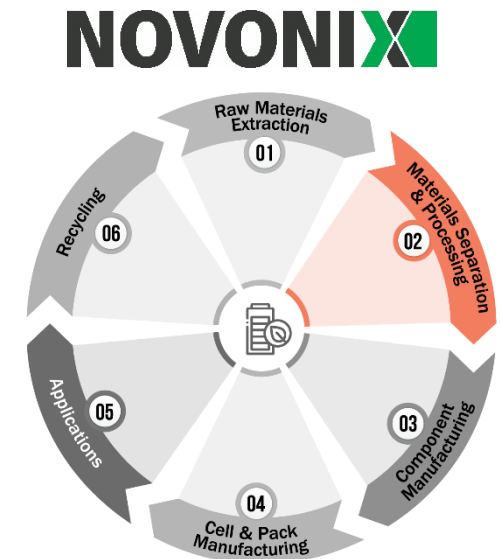 NOVONIX
Raw Materials
Extraction
01
Materials Separation
& Processing
02
03
Component
Manufacturing
04
Cell & Pack
Manufacturing
05
Applications
06
Recycling